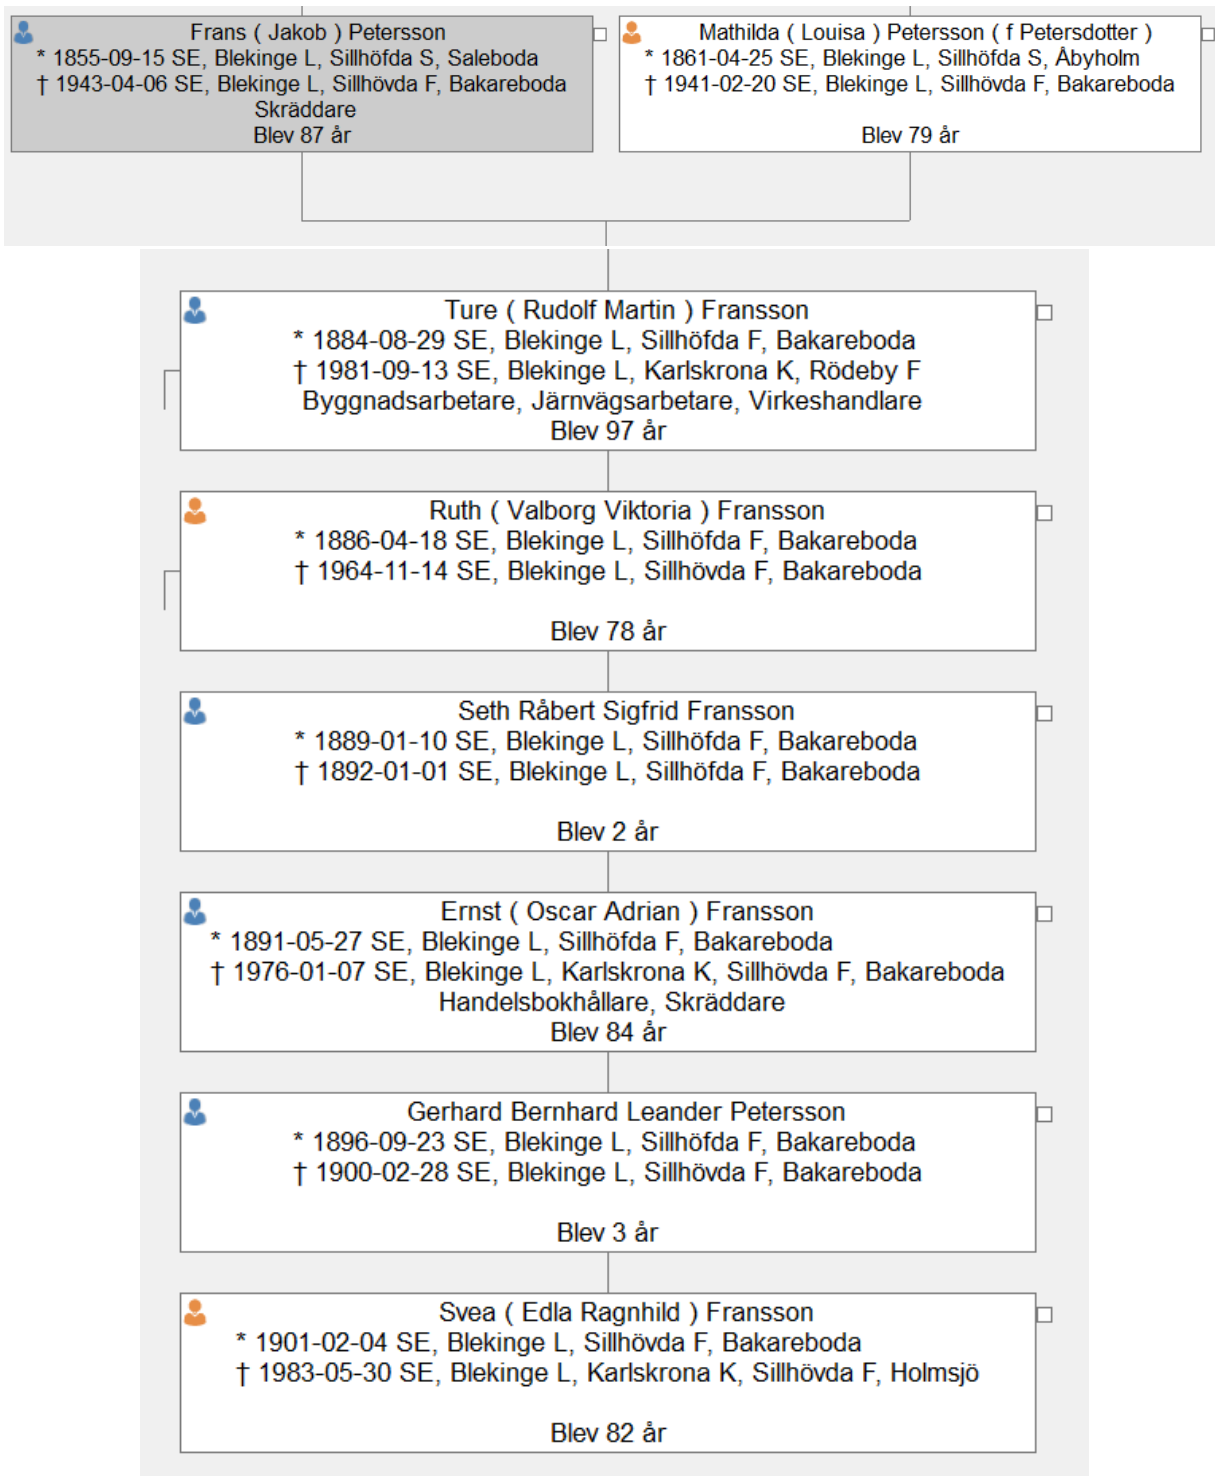 Frans ( Jakob ) Petersson
* 1855-09-15 SE, Blekinge L, Sillhöfda S, Saleboda
† 1943-04-06 SE, Blekinge L, Sillhövda F, Bakareboda
Skräddare
Blev 87 år
Mathilda ( Louisa ) Petersson ( f Petersdotter )
* 1861-04-25 SE, Blekinge L, Sillhöfda S, Åbyholm
† 1941-02-20 SE, Blekinge L, Sillhövda F, Bakareboda
Blev 79 år
Ture ( Rudolf Martin ) Fransson
* 1884-08-29 SE, Blekinge L, Sillhöfda F, Bakareboda
† 1981-09-13 SE, Blekinge L, Karlskrona K, Rödeby F
Byggnadsarbetare, Järnvägsarbetare, Virkeshandlare
Blev 97 år
Ruth ( Valborg Viktoria ) Fransson
* 1886-04-18 SE, Blekinge L, Sillhöfda F, Bakareboda
† 1964-11-14 SE, Blekinge L, Sillhövda F, Bakareboda
Blev 78 år
Seth Råbert Sigfrid Fransson
* 1889-01-10 SE, Blekinge L, Sillhöfda F, Bakareboda
† 1892-01-01 SE, Blekinge L, Sillhöfda F, Bakareboda
Blev 2 år
Ernst ( Oscar Adrian ) Fransson
* 1891-05-27 SE, Blekinge L, Sillhöfda F, Bakareboda
† 1976-01-07 SE, Blekinge L, Karlskrona K, Sillhövda F, Bakareboda
Handelsbokhållare, Skräddare
Blev 84 år
Gerhard Bernhard Leander Petersson
* 1896-09-23 SE, Blekinge L, Sillhöfda F, Bakareboda
† 1900-02-28 SE, Blekinge L, Sillhövda F, Bakareboda
Blev 3 år
Svea ( Edla Ragnhild ) Fransson
* 1901-02-04 SE, Blekinge L, Sillhövda F, Bakareboda
† 1983-05-30 SE, Blekinge L, Karlskrona K, Sillhövda F, Holmsjö
Blev 82 år